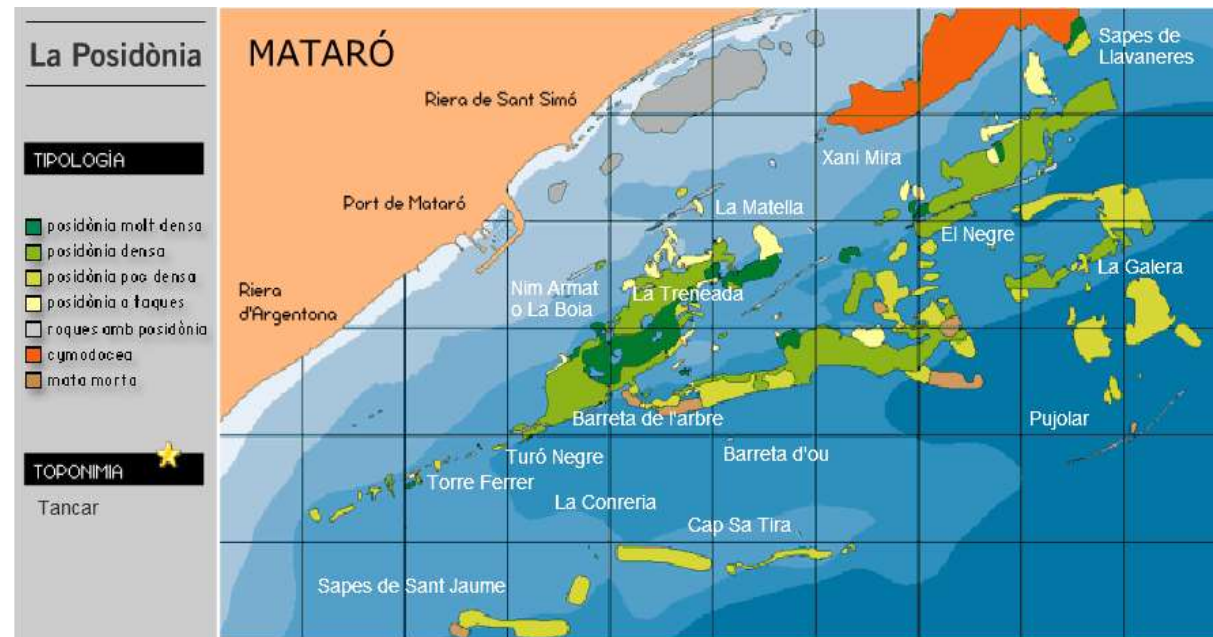 La Posidònia
TIPOLOGÍA
posidònia molt densa
posidònia densa
posidònia poc densa
posidònia a taques
roques amb posidònia
cymodocea
mata morta
TOPONIMIA
Tancar
MATARÓ
Riera de Sant Simó
Port de Mataró
Riera
d'Argentona
Sapes de
Llavaneres
Xani Mira
La Matella
El Negre
La Galera
Nim Armat
o La Boia
La Treneada
Barreta de l'arbre
Pujolar
Turó Negre
Barreta d'ou
Torre Ferrer
La Conreria
Cap Sa Tira
Sapes de Sant Jaume